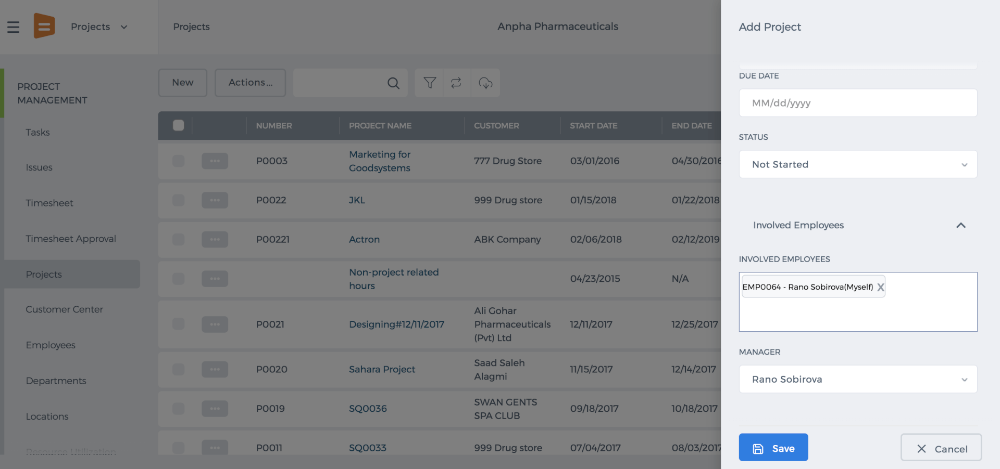 Projects
Projects
Anpha Pharmaceuticals
PROJECT
MANAGEMENT
Tasks
Issues
Timesheet
Timesheet Approval
Projects
Customer Center
Employees
Departments
Locations
Resource Utilization
New
Actions...
NUMBER PROJECT NAME CUSTOMER START DATE END DATE
P0003 Marketing for Goodsystems 777 Drug Store 03/01/2016 04/30/2016
P0022 JKL 999 Drug store 01/15/2018 01/22/2018
P00221 Actron ABK Company 02/06/2018 02/12/2019
Non-project related hours 04/23/2015 N/A
P0021 Designing#12/11/2017 Ali Gohar Pharmaceuticals (Pvt) Ltd 12/11/2017 12/25/2017
P0020 Sahara Project Saad Saleh Alagmi 11/15/2017 12/14/2017
P0019 SQ0036 SWAN GENTS SPA CLUB 09/18/2017 10/18/2017
P0011 SQ0033 999 Drug store 07/04/2017 08/03/2017
Add Project
DUE DATE
MM/dd/yyyy
STATUS
Not Started
Involved Employees
INVOLVED EMPLOYEES
EMP0064 - Rano Sobirova(Myself) X
MANAGER
Rano Sobirova
Save
Cancel